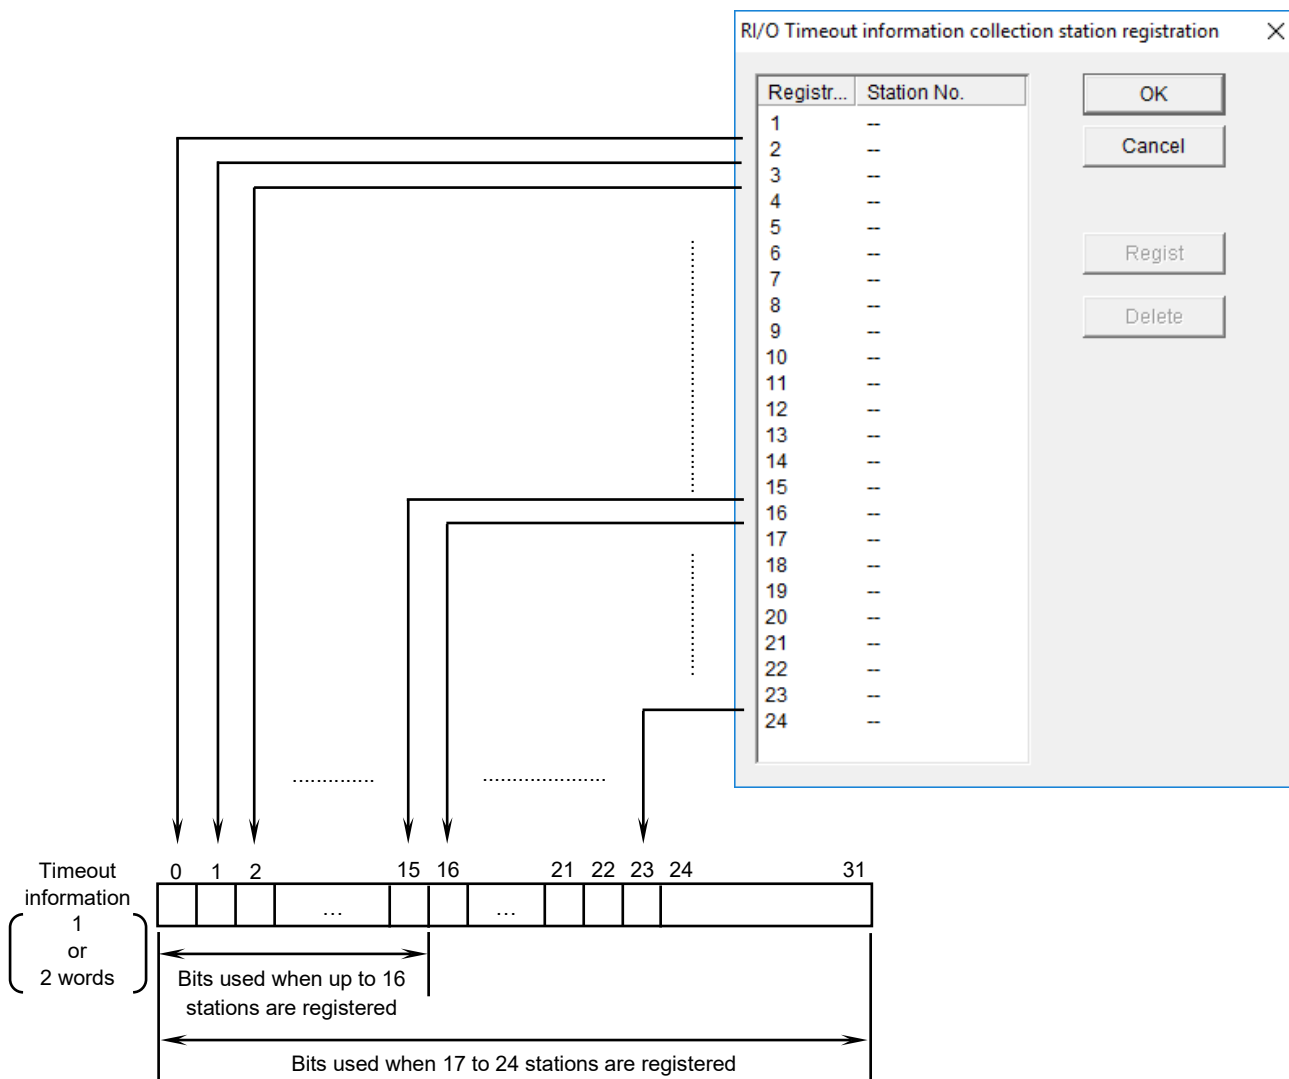 RI/O Timeout information collection station registration
Registr... Station No.
1 --
2 --
3 --
4 --
5 --
6 --
7 --
8 --
9 --
10 --
11 --
12 --
13 --
14 --
15 --
16 --
17 --
18 --
19 --
20 --
21 --
22 --
23 --
24 --
OK
Cancel
Regist
Delete
Timeout
information
1
or
2 words
0 1 2 15 16 21 22 23 24 31
... ...
Bits used when up to 16
stations are registered
Bits used when 17 to 24 stations are registered